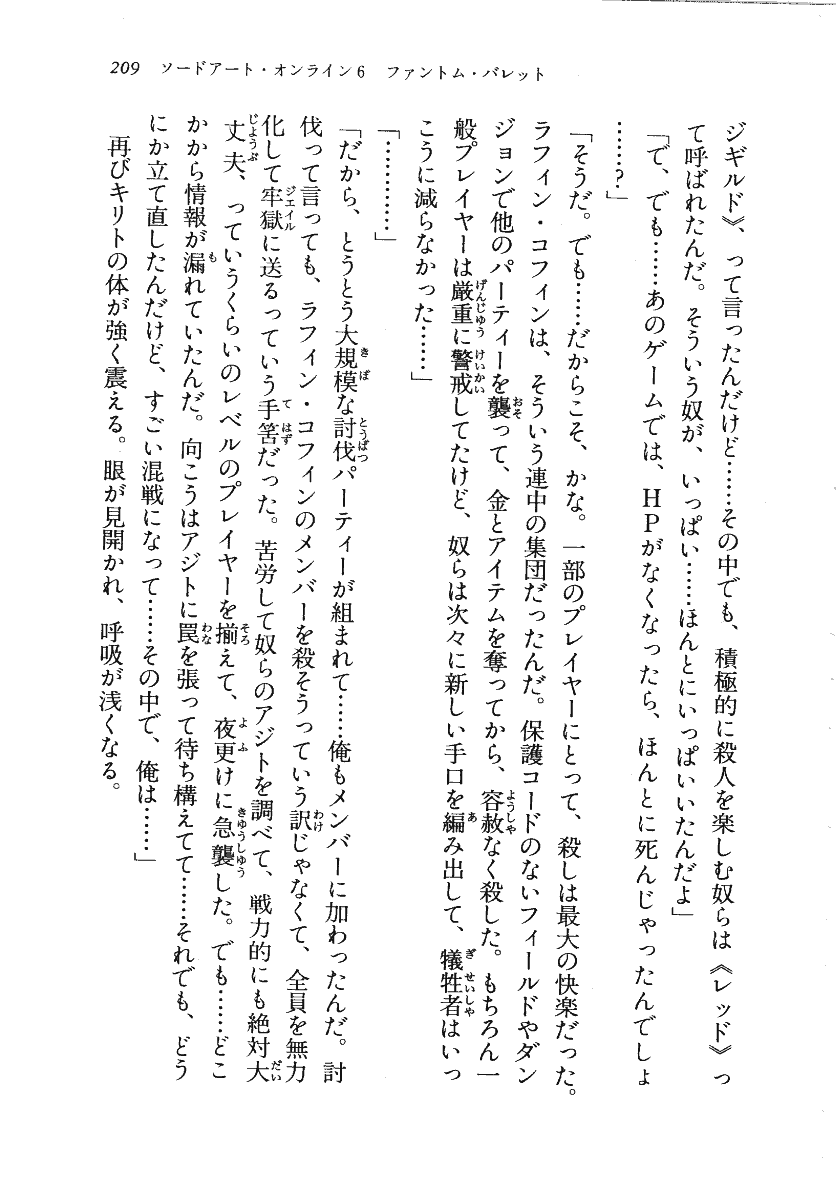 209　ソードアート・オンライン6　ファントム・バレット
ジギルド》、って言ったんだけど……その中でも、積極的に殺人を楽しむ奴らは《レッド》っ
て呼ばれたんだ。そういう奴が、いっぱい……ほんとにいっぱいいたんだよ」
「で、でも……あのゲームでは、HPがなくなったら、ほんとに死んじゃったんでしょ
……?」
「そうだ。でも……だからこそ、かな。一部のプレイヤーにとって、殺しは最大の快楽だった。
ラフィン・コフィンは、そういう連中の集団だったんだ。保護コードのないフィールドやダン
ジョンで他のパーティーを襲って、金とアイテムを奪ってから、容赦なく殺した。もちろん一
般プレイヤーは厳重に警戒してたけど、奴らは次々に新しい手口を編み出して、犠牲者はいっ
こうに減らなかった……」
「…………」
「だから、とうとう大規模な討伐パーティーが組まれて……俺もメンバーに加わったんだ。討
伐って言っても、ラフィン・コフィンのメンバーを殺そうっていう訳じゃなくて、全員を無力
化して牢獄に送るっていう手筈だった。苦労して奴らのアジトを調べて、戦力的にも絶対大
丈夫、っていうくらいのレベルのプレイヤーを揃えて、夜更けに急襲した。でも……どこ
かから情報が漏れていたんだ。向こうはアジトに罠を張って待ち構えてて……それでも、どう
にか立て直したんだけど、すごい混戦になって……その中で、俺は……」
再びキリトの体が強く震える。眼が見開かれ、呼吸が浅くなる。